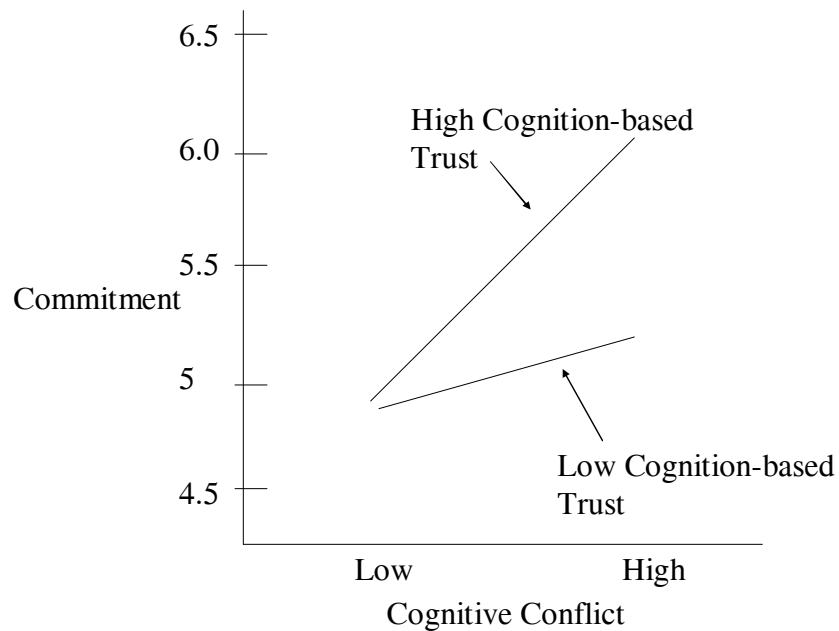 6.5
High Cognition-based
6.0
Trust
5.5
Commitment
5
Low Cognition-based
4.5
Trust
Low
High
Cognitive Conflict